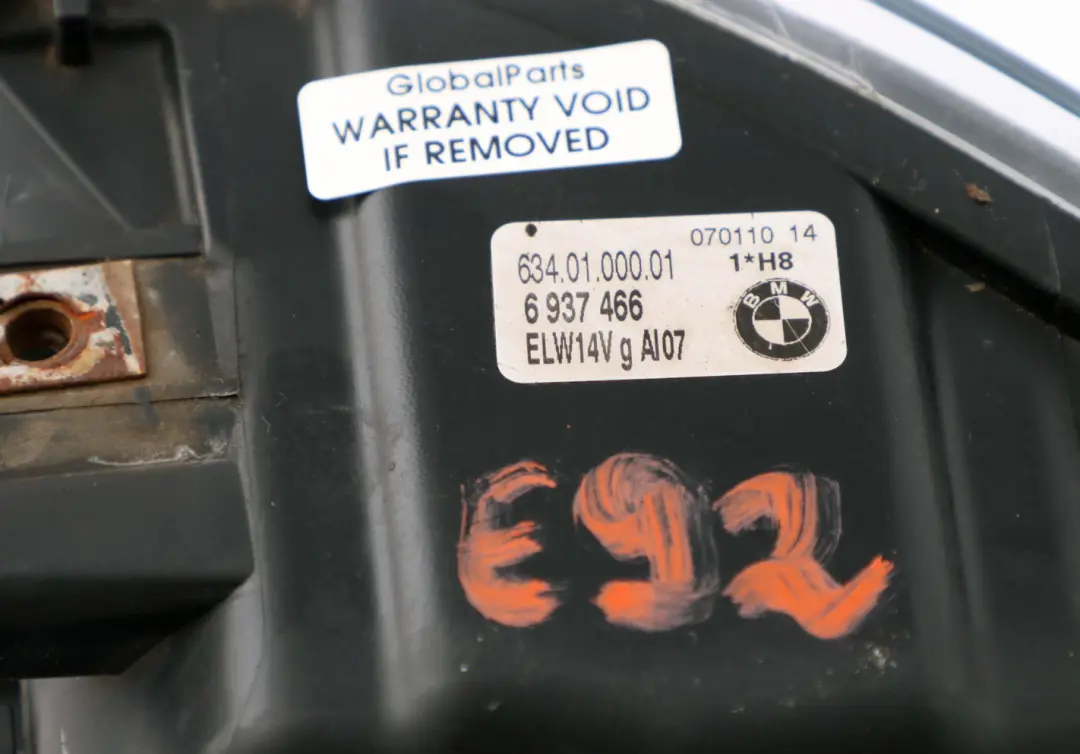 GlobalParts
WARRANTY VOID
IF REMOVED
070110 14
634.01.000.01 1*H8
6 937 466
BMW
ELW14V g AI07
E92